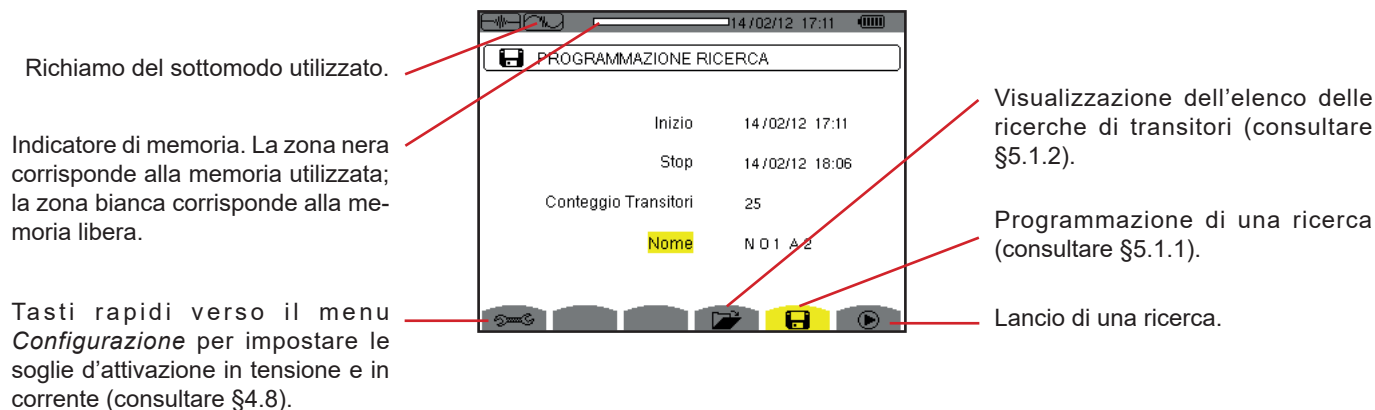 Richiamo del sottomodo utilizzato.
Indicatore di memoria. La zona nera
corrisponde alla memoria utilizzata;
la zona bianca corrisponde alla me-
moria libera.
Tasti rapidi verso il menu
Configurazione per impostare le
soglie d’attivazione in tensione e in
corrente (consultare §4.8).
14/02/12 17:11
PROGRAMMAZIONE RICERCA
Inizio 14/02/12 17:11
Stop 14/02/12 18:06
Conteggio Transitori 25
Nome N O 1 A 2
Visualizzazione dell’elenco delle
ricerche di transitori (consultare
§5.1.2).
Programmazione di una ricerca
(consultare §5.1.1).
Lancio di una ricerca.